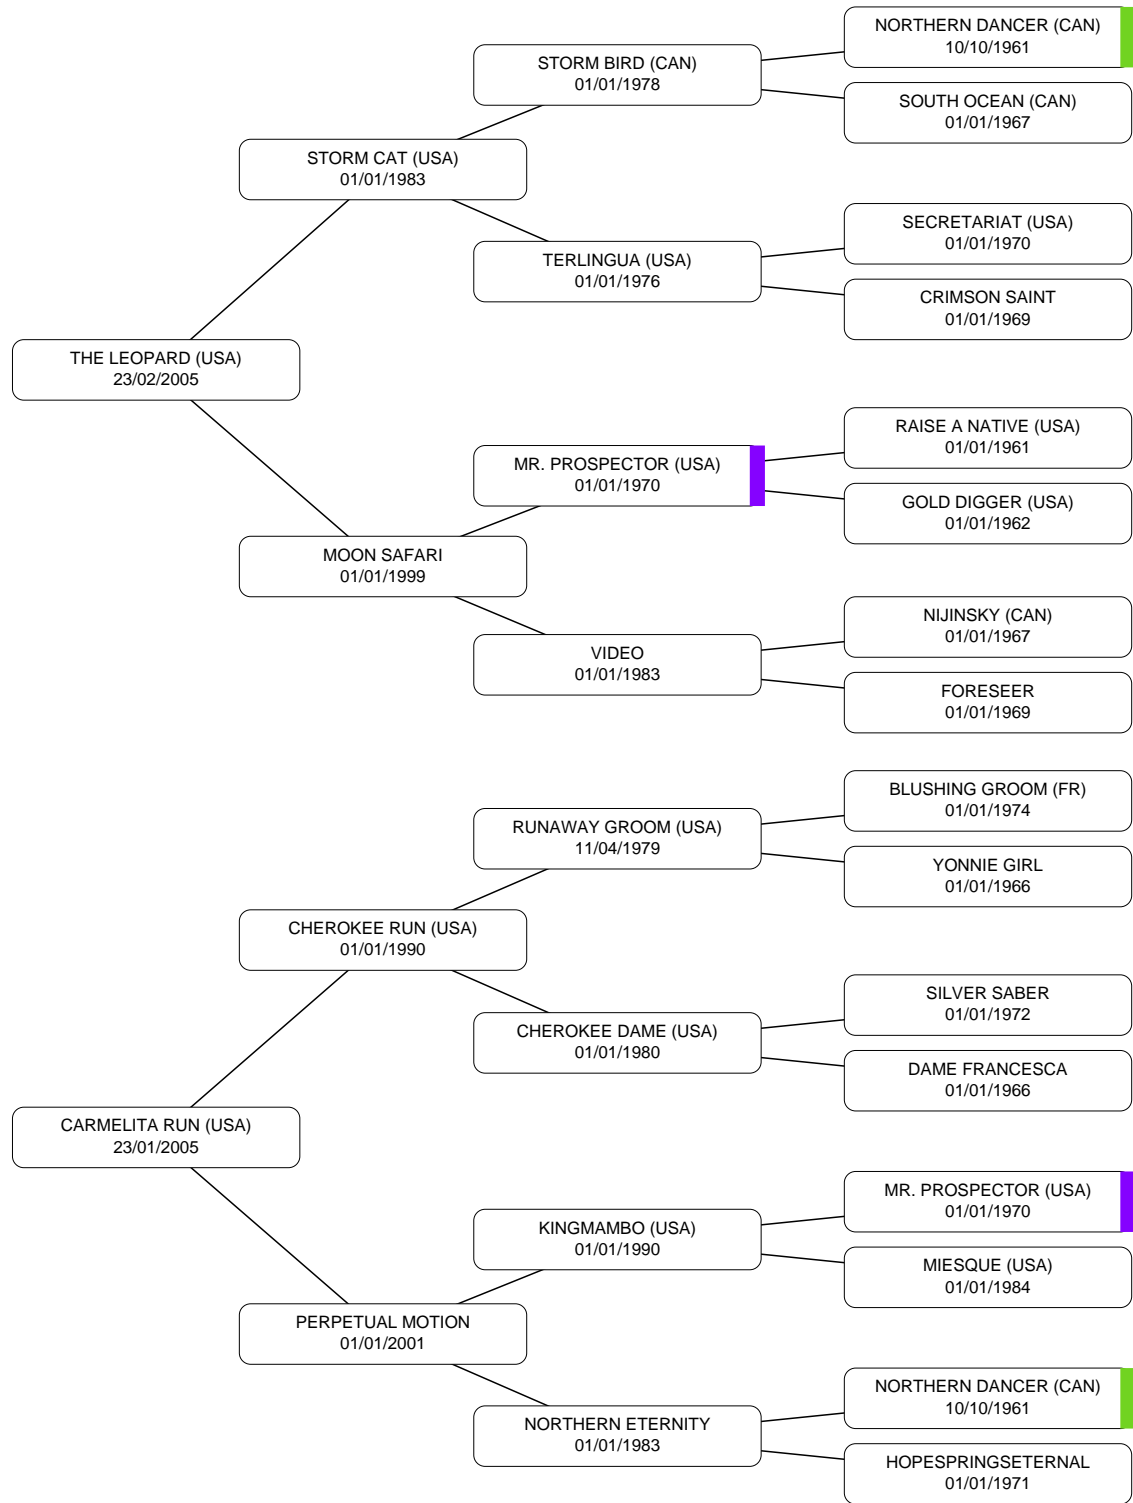 NORTHERN DANCER (CAN)
10/10/1961
STORM BIRD (CAN)
01/01/1978
SOUTH OCEAN (CAN)
01/01/1967
STORM CAT (USA)
01/01/1983
SECRETARIAT (USA)
01/01/1970
TERLINGUA (USA)
01/01/1976
CRIMSON SAINT
01/01/1969
THE LEOPARD (USA)
23/02/2005
RAISE A NATIVE (USA)
01/01/1961
MR. PROSPECTOR (USA)
01/01/1970
GOLD DIGGER (USA)
01/01/1962
MOON SAFARI
01/01/1999
NIJINSKY (CAN)
01/01/1967
VIDEO
01/01/1983
FORESEER
01/01/1969
BLUSHING GROOM (FR)
01/01/1974
RUNAWAY GROOM (USA)
11/04/1979
YONNIE GIRL
01/01/1966
CHEROKEE RUN (USA)
01/01/1990
SILVER SABER
01/01/1972
CHEROKEE DAME (USA)
01/01/1980
DAME FRANCESCA
01/01/1966
CARMELITA RUN (USA)
23/01/2005
MR. PROSPECTOR (USA)
01/01/1970
KINGMAMBO (USA)
01/01/1990
MIESQUE (USA)
01/01/1984
PERPETUAL MOTION
01/01/2001
NORTHERN DANCER (CAN)
10/10/1961
NORTHERN ETERNITY
01/01/1983
HOPESPRINGSETERNAL
01/01/1971